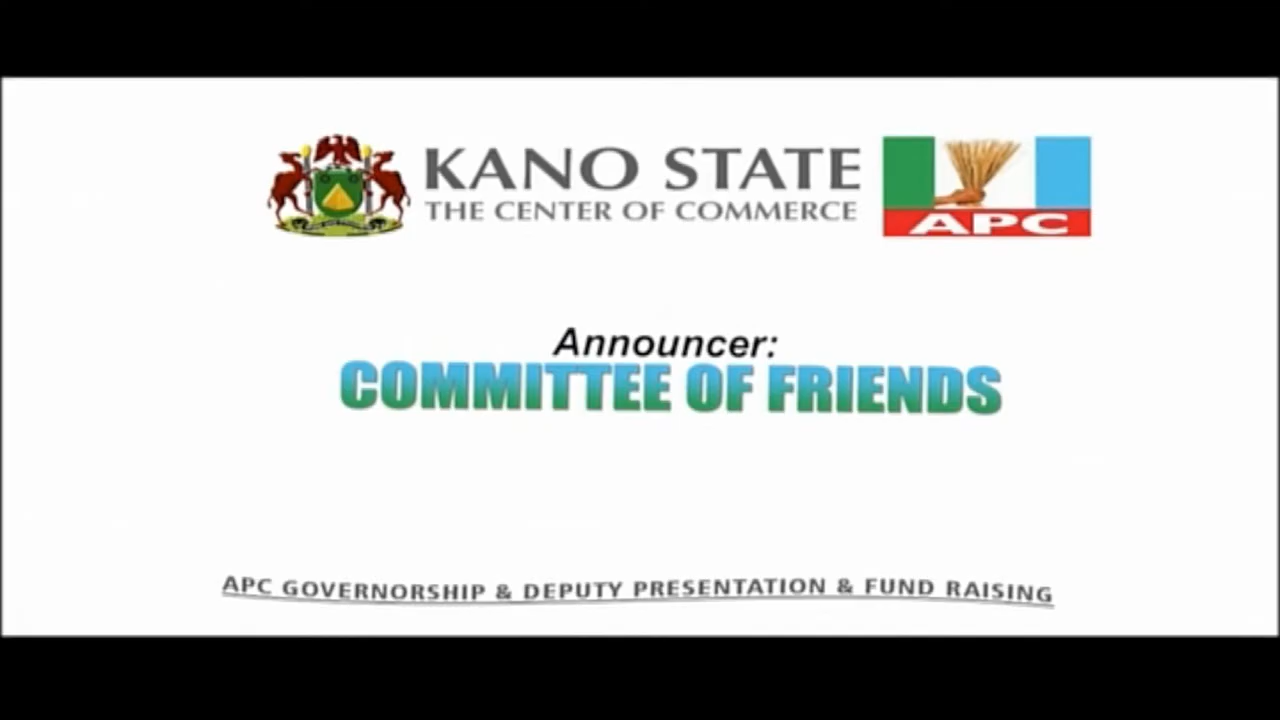 KANO STATE
THE CENTER OF COMMERCE
APC
Announcer:
COMMITTEE OF FRIENDS
APC GOVERNORSHIP & DEPUTY PRESENTATION & FUND RAISING